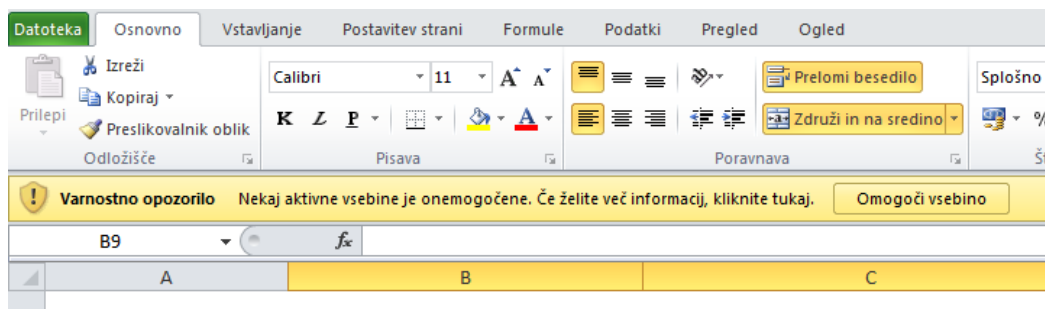 Datoteka Osnovno Vstavljanje Postavitev strani Formule Podatki Pregled Ogled
Izreži
Kopiraj
Prilepi
Preslikovalnik oblik
Odložišče
Calibri 11 A A
K L P A
Pisava
Prelomi besedilo
Združi in na sredino
Poravnava
Splošno
%
Varnostno opozorilo Nekaj aktivne vsebine je onemogočene. Če želite več informacij, kliknite tukaj. Omogoči vsebino
B9 fx
A B C